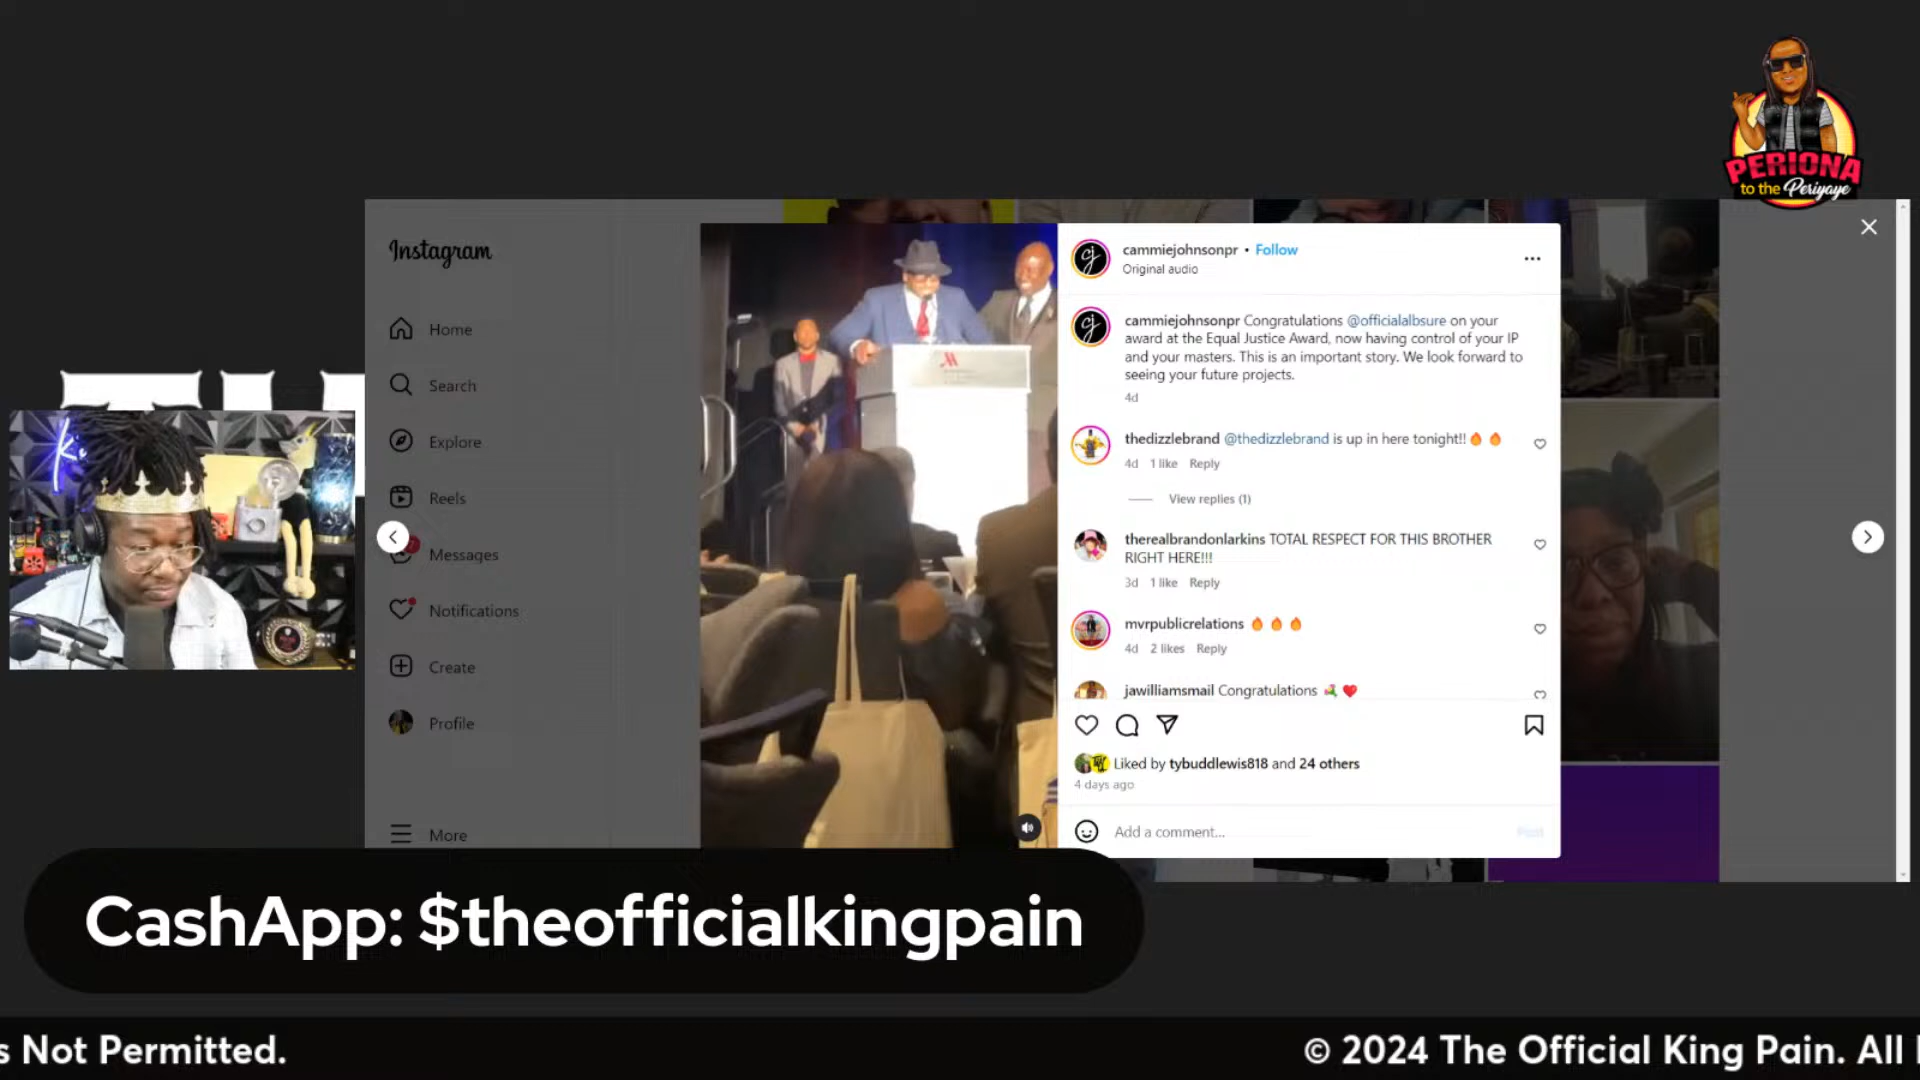 PERIONA
to the Periyaye
Instagram
Home
Search
Explore
Reels
Messages
Notifications
Create
Profile
More
cammiejohnsonpr • Follow
Original audio
cammiejohnsonpr Congratulations @officialalbsure on your
award at the Equal Justice Award, now having control of your IP
and your masters. This is an important story. We look forward to
seeing your future projects.
4d
thedizzlebrand @thedizzlebrand is up in here tonight!!🔥🔥
4d 1 like Reply
View replies (1)
therealbrandonlarkins TOTAL RESPECT FOR THIS BROTHER
RIGHT HERE!!!
3d 1 like Reply
mvrpublicrelations 🔥🔥🔥
4d 2 likes Reply
jawilliamsmail Congratulations 💐❤️
Liked by tybuddlewis818 and 24 others
4 days ago
Add a comment...
Post
CashApp: $theofficialkingpain
s Not Permitted.
© 2024 The Official King Pain. All